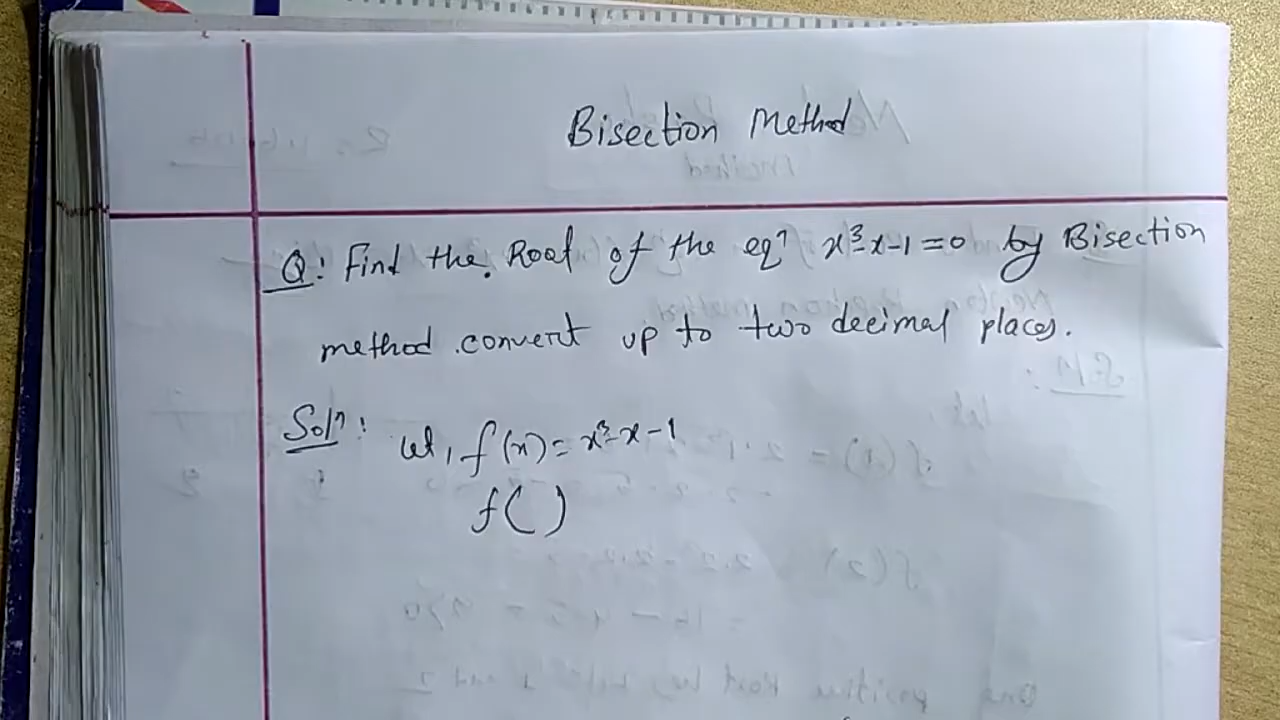 Bisection Method
Q: Find the Root of the eqⁿ x³-x-1=0 by Bisection
method convert up to two decimal places.
Solⁿ: let, f(x)= x³-x-1
f( )